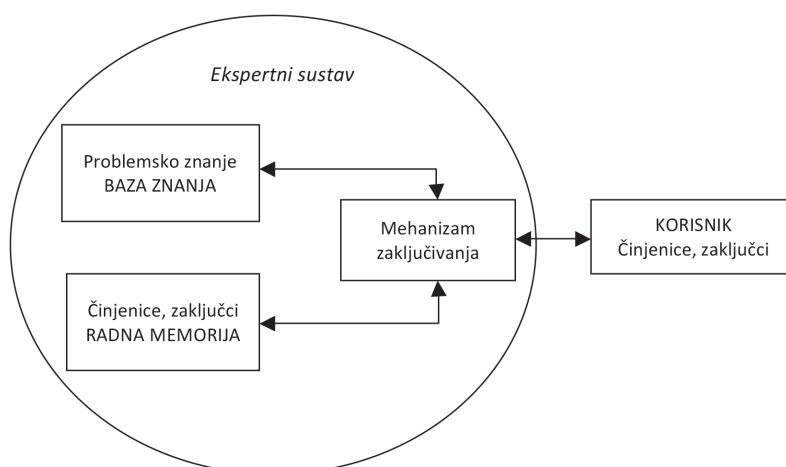 Ekspertni sustav
Problemsko znanje
BAZA ZNANJA
Mehanizam
zaključivanja
KORISNIK
Činjenice, zaključci
Činjenice, zaključci
RADNA MEMORIJA